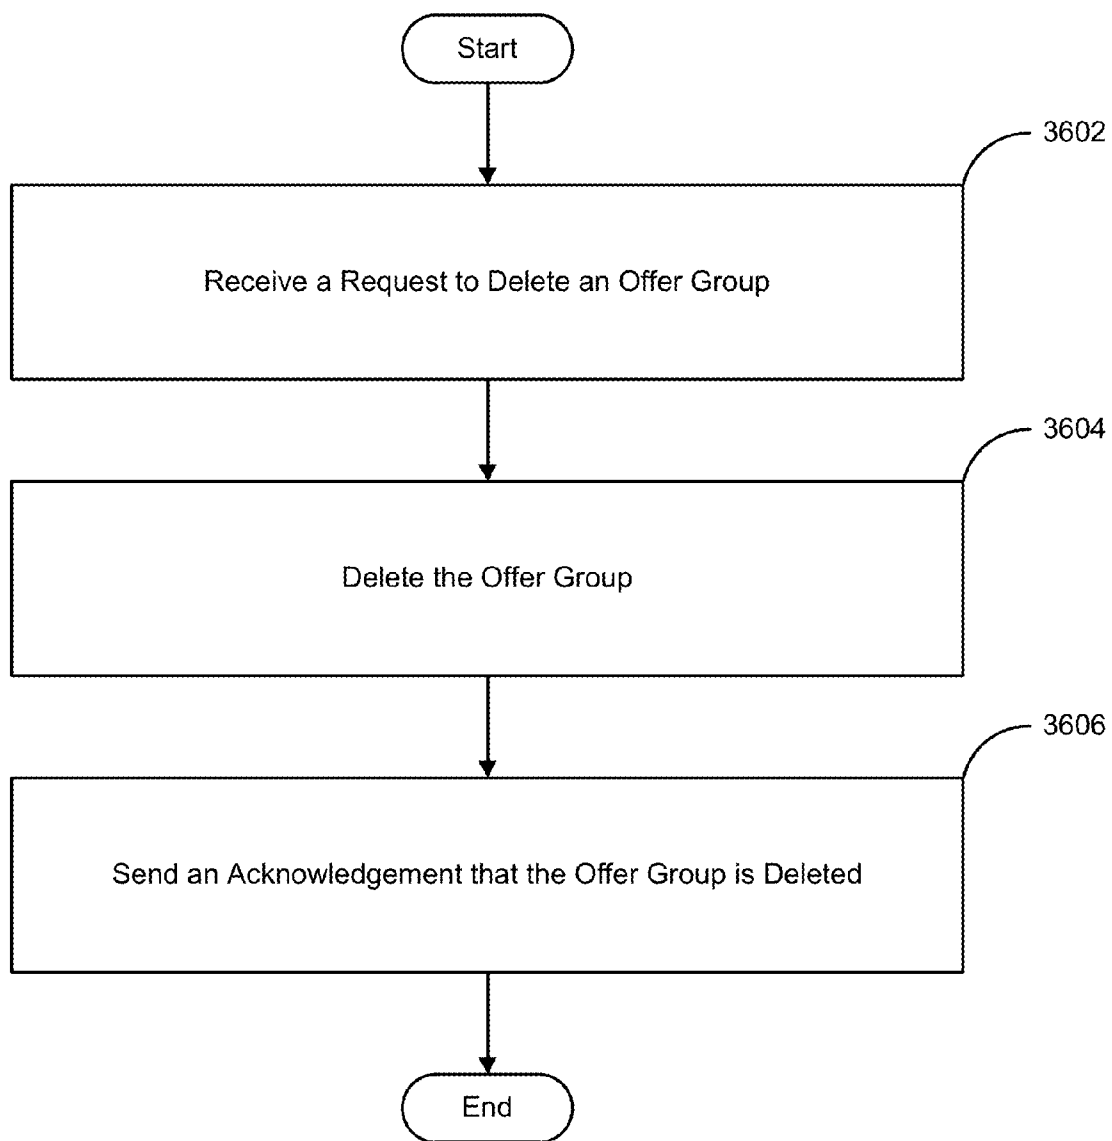 Start
3602
Receive a Request to Delete an Offer Group
3604
Delete the Offer Group
3606
Send an Acknowledgement that the Offer Group is Deleted
End